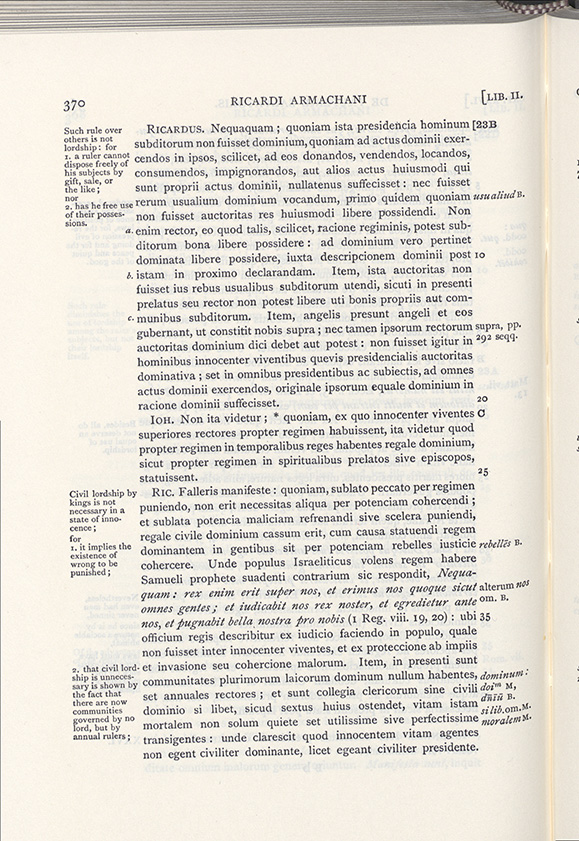 370 RICARDI ARMACHANI [LIB. II.
Such rule over
others is not
lordship: for
1. a ruler cannot
dispose freely of
his subjects by
gift, sale, or
the like;
nor
2. has he free use
of their posses-
sions.
RICARDUS. Nequaquam; quoniam ista presidencia hominum [23B
subditorum non fuisset dominium, quoniam ad actus dominii exer-
cendos in ipsos, scilicet, ad eos donandos, vendendos, locandos,
consumendos, impignorandos, aut alios actus huiusmodi qui
sunt proprii actus dominii, nullatenus suffecisset: nec fuisset
rerum usualium dominium vocandum, primo quidem quoniam usualiud B.
non fuisset auctoritas res huiusmodi libere possidendi. Non
a. enim rector, eo quod talis, scilicet, racione regiminis, potest sub-
ditorum bona libere possidere: ad dominium vero pertinet
dominata libere possidere, iuxta descripcionem dominii post 10
b. istam in proximo declarandam. Item, ista auctoritas non
fuisset ius rebus usualibus subditorum utendi, sicuti in presenti
prelatus seu rector non potest libere uti bonis propriis aut com-
c. munibus subditorum. Item, angelis presunt angeli et eos
gubernant, ut constitit nobis supra; nec tamen ipsorum rectorum supra, pp.
auctoritas dominium dici debet aut potest: non fuisset igitur in 292 seqq.
hominibus innocenter viventibus quevis presidencialis auctoritas
dominativa; set in omnibus presidentibus ac subiectis, ad omnes
actus dominii exercendos, originale ipsorum equale dominium in
racione dominii suffecisset. 20
IOH. Non ita videtur; * quoniam, ex quo innocenter viventes C
superiores rectores propter regimen habuissent, ita videtur quod
propter regimen in temporalibus reges habentes regale dominium,
sicut propter regimen in spiritualibus prelatos sive episcopos,
statuissent. 25
Civil lordship by
kings is not
necessary in a
state of inno-
cence;
for
1. it implies the
existence of
wrong to be
punished;
RIC. Falleris manifeste: quoniam, sublato peccato per regimen
puniendo, non erit necessitas aliqua per potenciam cohercendi;
et sublata potencia maliciam refrenandi sive scelera puniendi,
regale civile dominium cassum erit, cum causa statuendi regem
dominantem in gentibus sit per potenciam rebelles iusticie rebellēs B.
cohercere. Unde populus Israeliticus volens regem habere
Samueli prophete suadenti contrarium sic respondit, Nequa-
quam: rex enim erit super nos, et erimus nos quoque sicut alterum nos
omnes gentes; et iudicabit nos rex noster, et egredietur ante om. B.
nos, et pugnabit bella nostra pro nobis (1 Reg. viii. 19, 20): ubi 35
officium regis describitur ex iudicio faciendo in populo, quale
non fuisset inter innocenter viventes, et ex proteccione ab impiis
2. that civil lord-
ship is unneces-
sary is shown by
the fact that
there are now
communities
governed by no
lord, but by
annual rulers;
et invasione seu cohercione malorum. Item, in presenti sunt
communitates plurimorum laicorum dominum nullum habentes, dominum:
set annuales rectores; et sunt collegia clericorum sine civili doim M,
dominio si libet, sicud sextus huius ostendet, vitam istam si lib. om. M.
mortalem non solum quiete set utilissime sive perfectissime moralem M.
transigentes: unde clarescit quod innocentem vitam agentes
non egent civiliter dominante, licet egeant civiliter presidente.